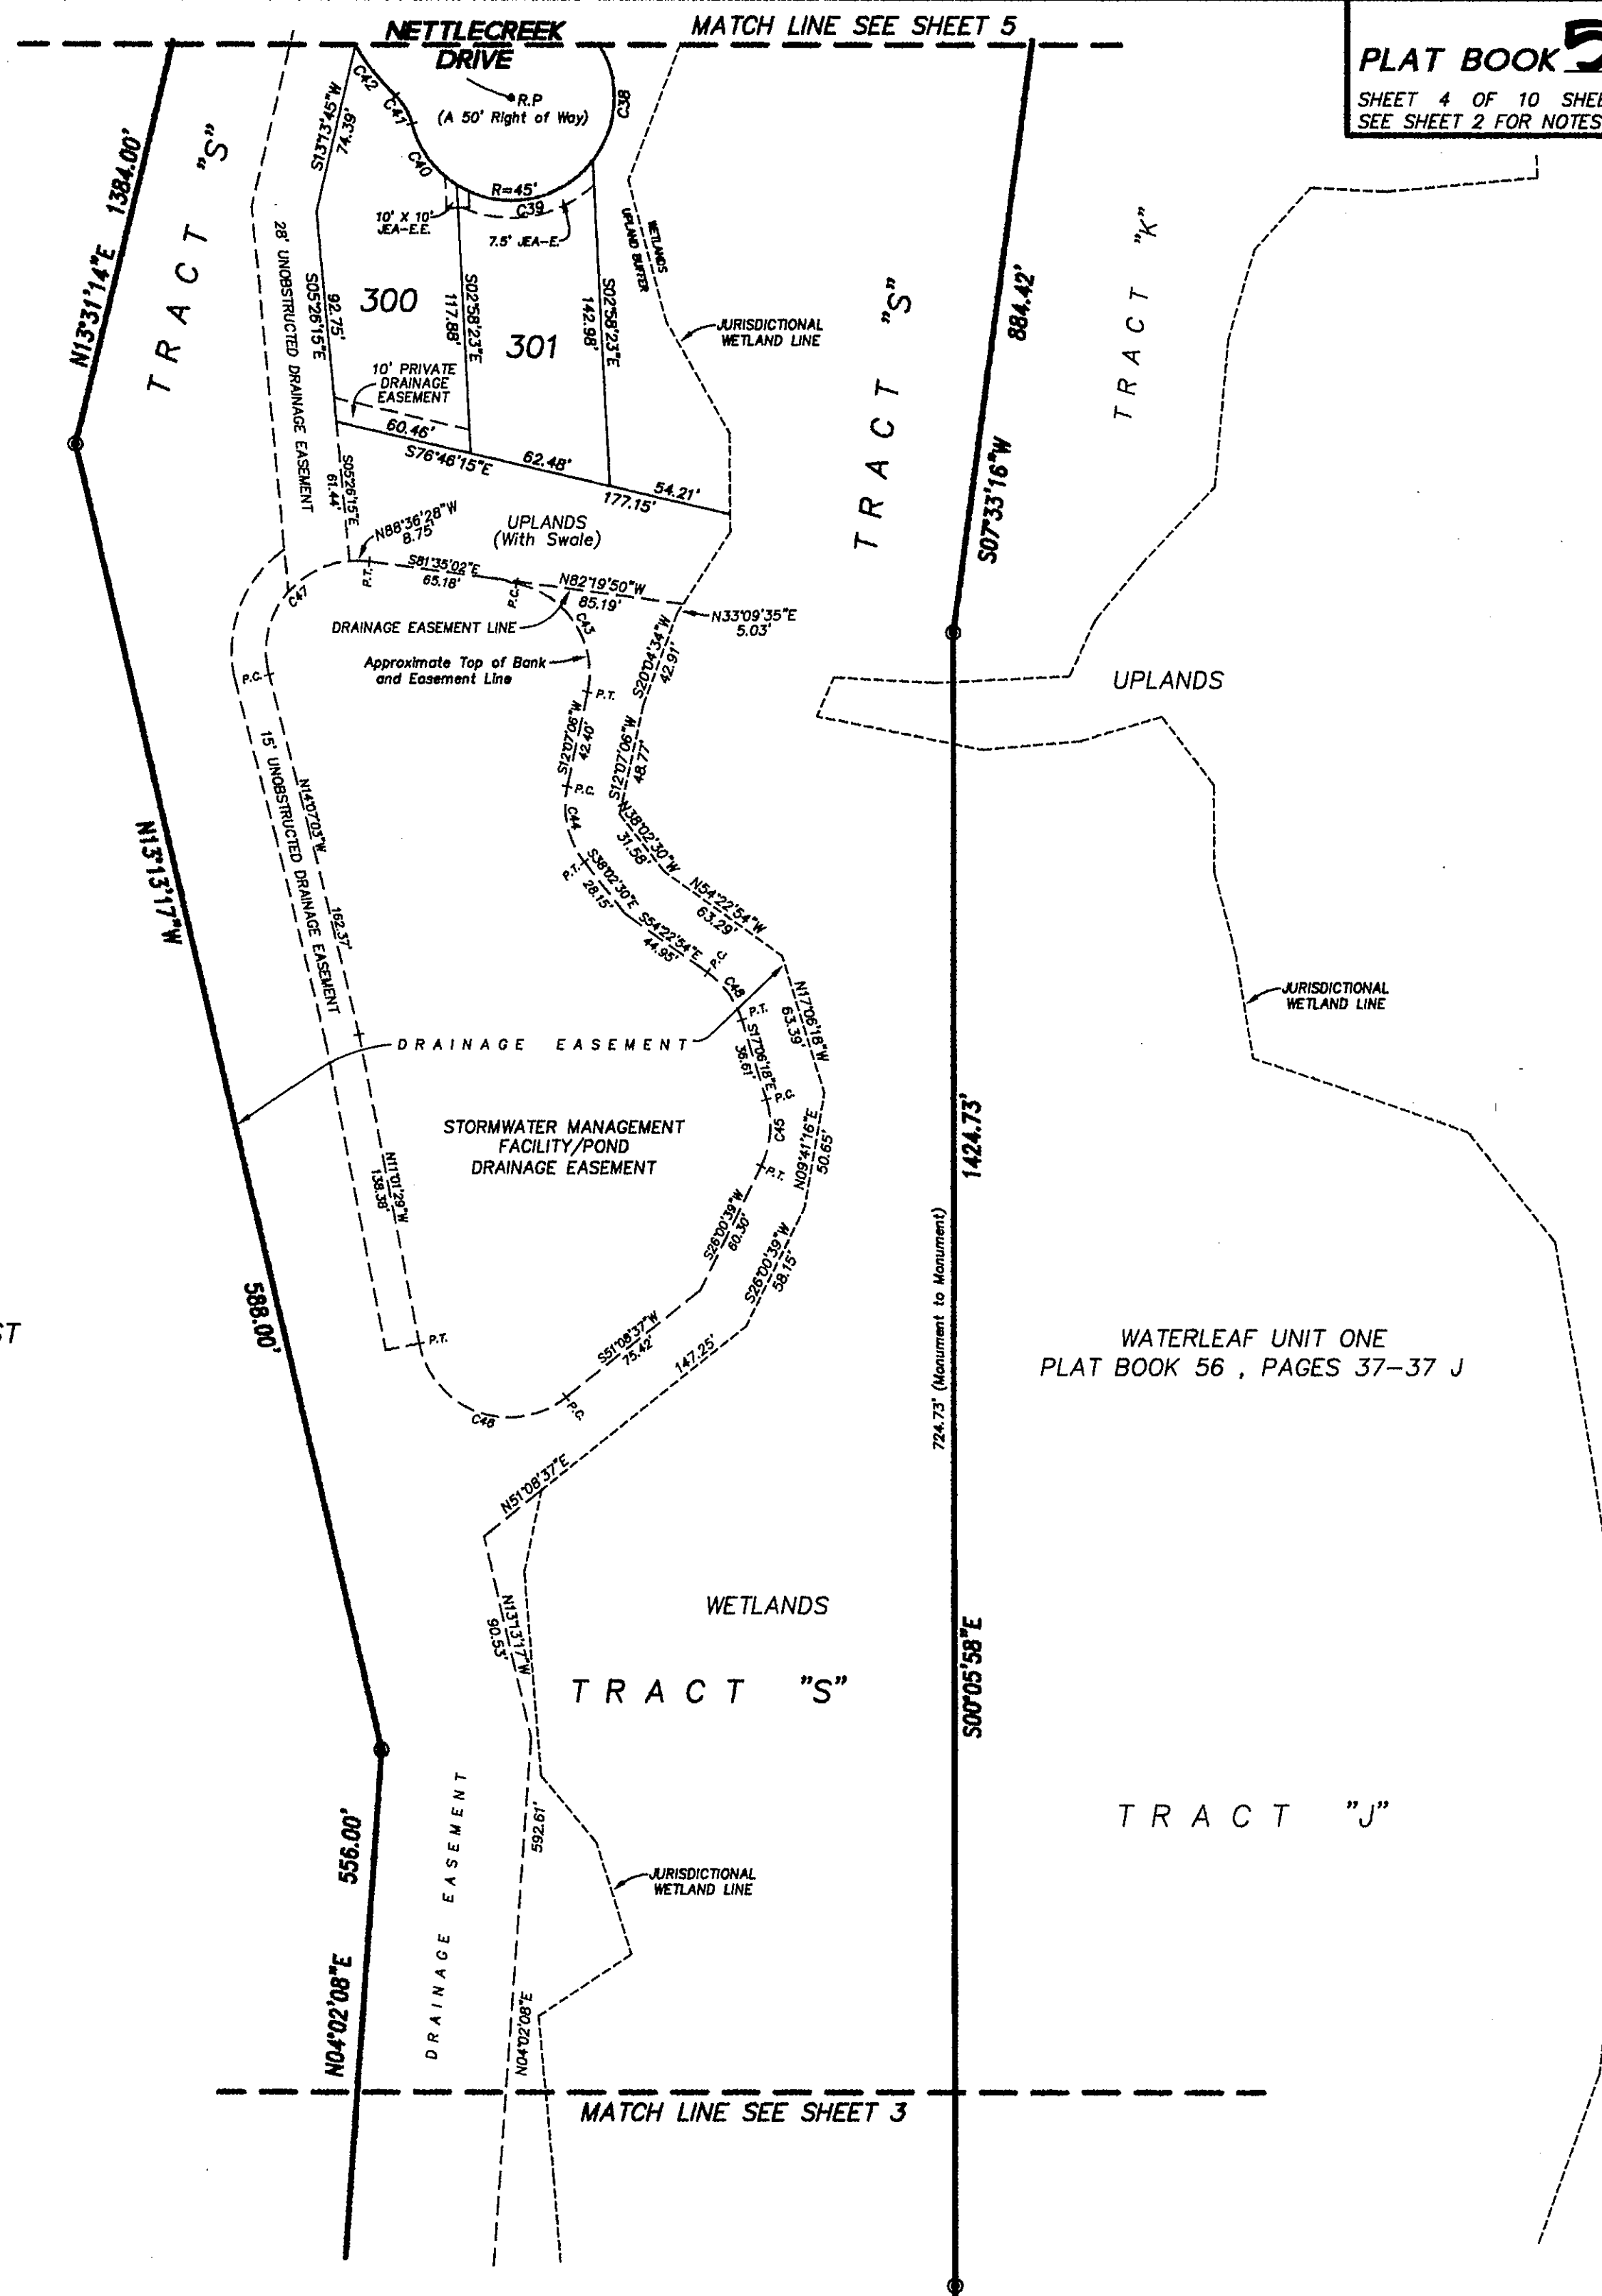 NETTLECREEK
DRIVE
MATCH LINE SEE SHEET 5
PLAT BOOK 5
SHEET 4 OF 10 SHEE
SEE SHEET 2 FOR NOTES
R.P
(A 50' Right of Way)
C42
C41
C40
C38
R=45'
C39
S13°13'45"W
74.39'
10' X 10'
JEA-E.E.
7.5' JEA-E.
N13°31'14"E 1384.00'
TRACT "S"
28' UNOBSTRUCTED DRAINAGE EASEMENT
92.75'
S05°26'15"E
300
S02°58'23"E
117.88'
301
S02°58'23"E
142.98'
WETLANDS
UPLAND BUFFER
JURISDICTIONAL
WETLAND LINE
TRACT "S"
884.42'
S07°33'16"W
TRACT "K"
10' PRIVATE
DRAINAGE
EASEMENT
60.46'
S76°46'15"E
62.48'
54.21'
177.15'
S05°26'15"E
61.44'
N88°36'28"W
8.75'
UPLANDS
(With Swale)
P.T.
S81°35'02"E
65.18'
P.C.
N82°19'50"W
85.19'
N33°09'35"E
5.03'
C47
C43
DRAINAGE EASEMENT LINE
Approximate Top of Bank
and Easement Line
P.C.
P.T.
S20°04'34"W
42.91'
UPLANDS
S12°07'06"W
42.40'
S12°07'06"W
48.77'
P.C.
C44
P.T.
15' UNOBSTRUCTED DRAINAGE EASEMENT
N14°07'03"W
162.37'
N13°13'17"W
588.00'
N38°02'30"W
31.58'
S38°02'30"E
28.15'
N54°22'54"W
63.29'
S54°22'54"E
44.95'
P.C.
C48
P.T.
N17°06'18"W
63.39'
S17°06'18"E
36.61'
P.C.
JURISDICTIONAL
WETLAND LINE
DRAINAGE EASEMENT
STORMWATER MANAGEMENT
FACILITY/POND
DRAINAGE EASEMENT
C45
P.T.
N09°41'16"E
50.65'
1424.73'
N11°01'29"W
138.38'
S26°00'39"W
60.30'
S26°00'39"W
58.15'
724.73' (Monument to Monument)
ST
P.T.
S51°08'37"W
75.42'
147.25'
P.C.
C46
WATERLEAF UNIT ONE
PLAT BOOK 56 , PAGES 37-37 J
N51°08'37"E
N13°13'17"W
90.53'
WETLANDS
TRACT "S"
S00°05'58"E
TRACT "J"
556.00'
N04°02'08"E
DRAINAGE EASEMENT
592.61'
N04°02'08"E
JURISDICTIONAL
WETLAND LINE
MATCH LINE SEE SHEET 3